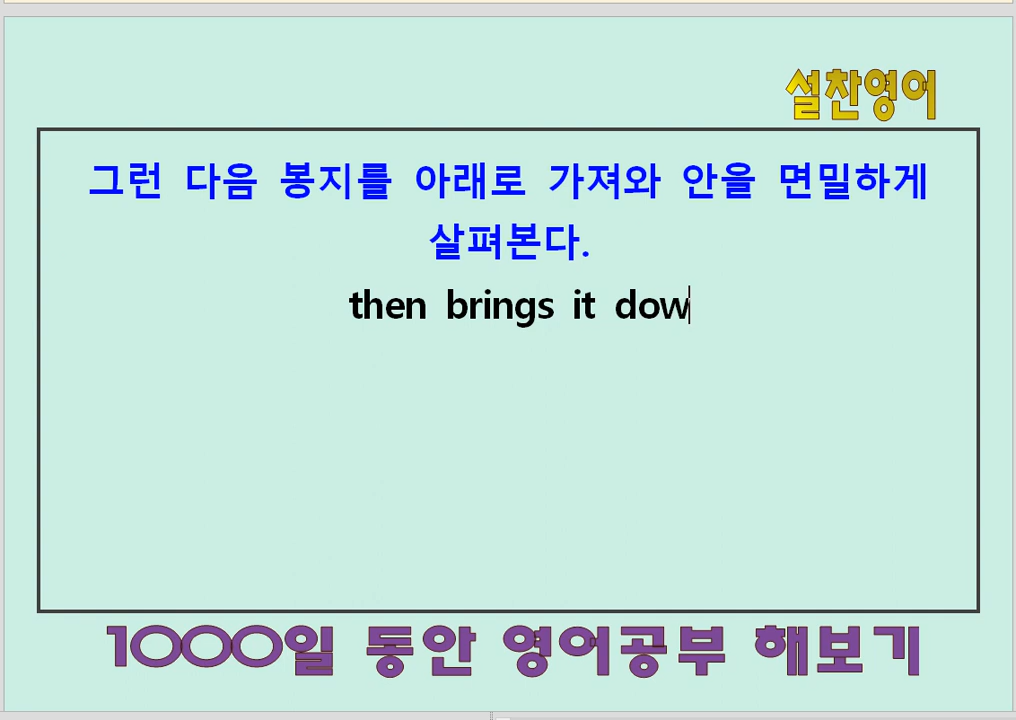 설찬영어
그런 다음 봉지를 아래로 가져와 안을 면밀하게
살펴본다.
then brings it dow
1000일 동안 영어공부 해보기